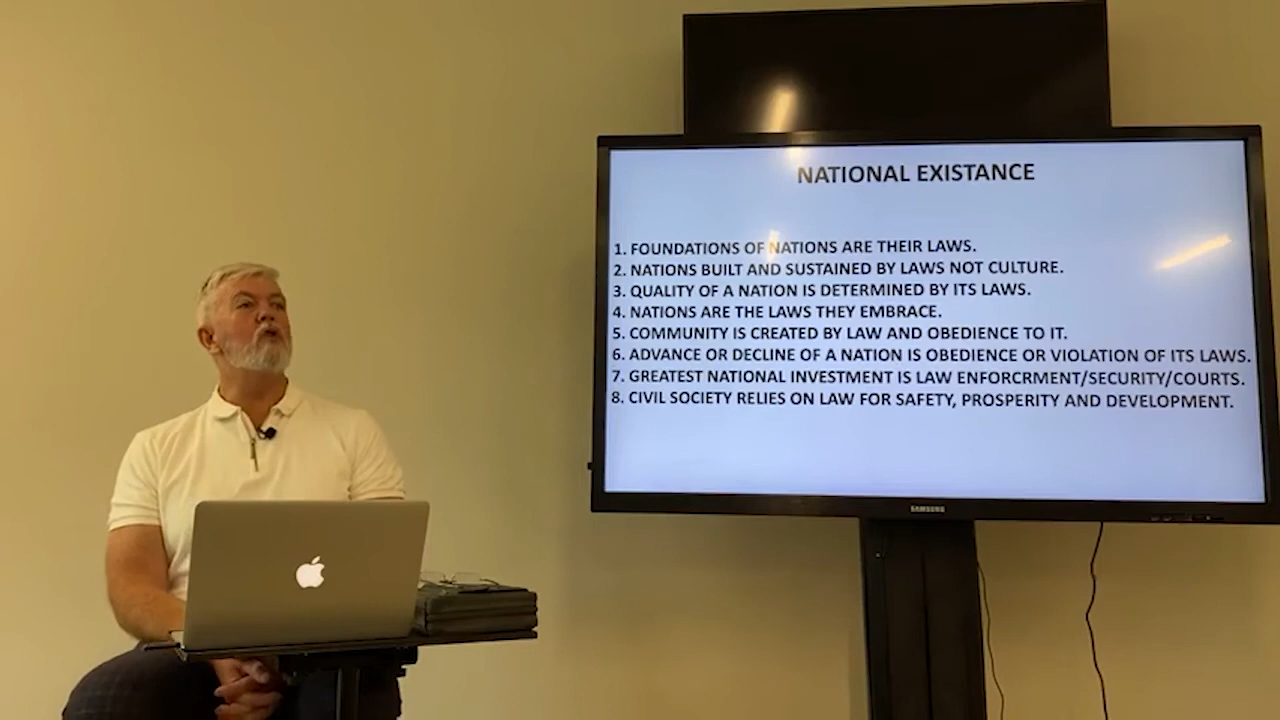 NATIONAL EXISTANCE
1. FOUNDATIONS OF NATIONS ARE THEIR LAWS.
2. NATIONS BUILT AND SUSTAINED BY LAWS NOT CULTURE.
3. QUALITY OF A NATION IS DETERMINED BY ITS LAWS.
4. NATIONS ARE THE LAWS THEY EMBRACE.
5. COMMUNITY IS CREATED BY LAW AND OBEDIENCE TO IT.
6. ADVANCE OR DECLINE OF A NATION IS OBEDIENCE OR VIOLATION OF ITS LAWS.
7. GREATEST NATIONAL INVESTMENT IS LAW ENFORCRMENT/SECURITY/COURTS.
8. CIVIL SOCIETY RELIES ON LAW FOR SAFETY, PROSPERITY AND DEVELOPMENT.
SAMSUNG